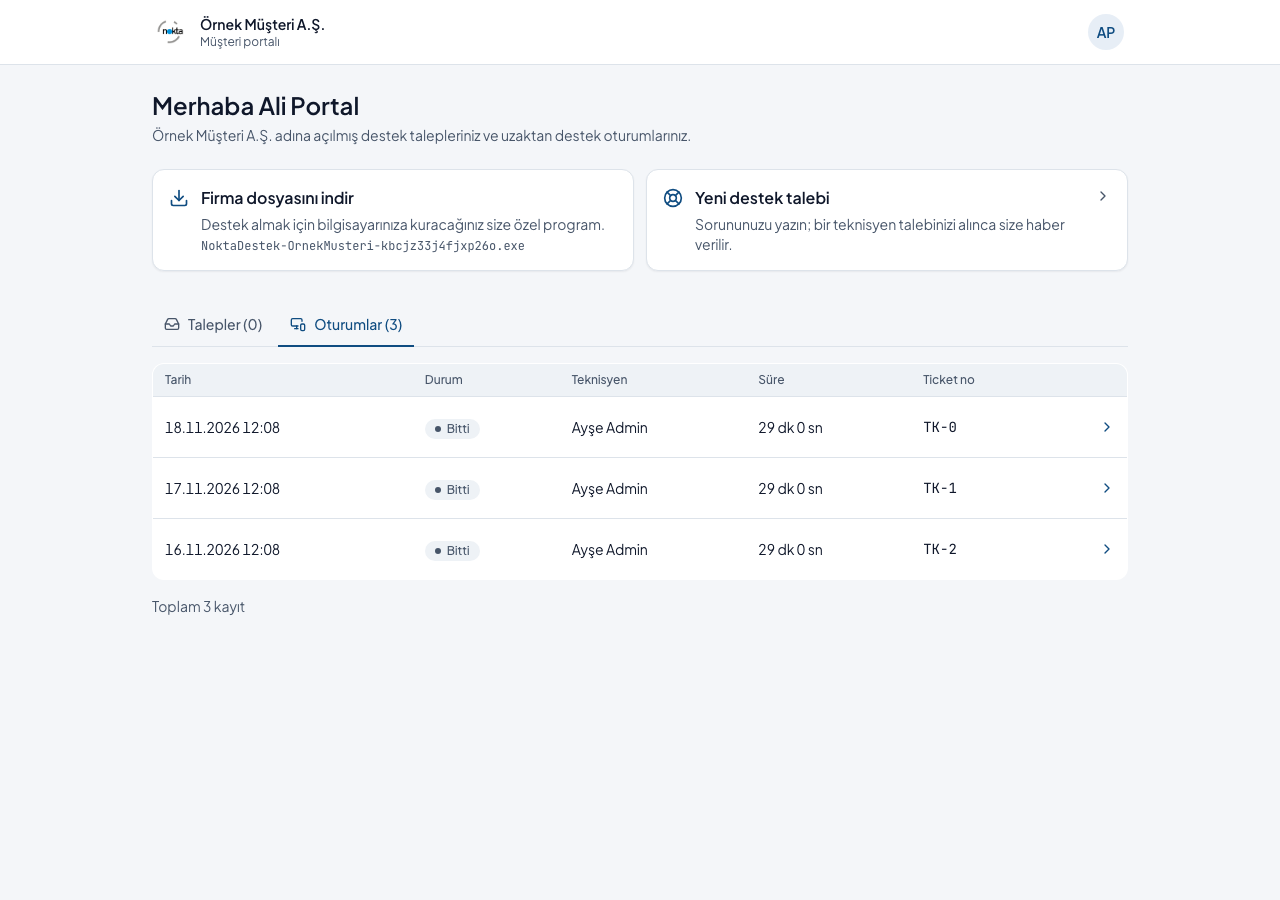 nokta
Örnek Müşteri A.Ş.
Müşteri portalı
AP
Merhaba Ali Portal
Örnek Müşteri A.Ş. adına açılmış destek talepleriniz ve uzaktan destek oturumlarınız.
Firma dosyasını indir
Destek almak için bilgisayarınıza kuracağınız size özel program.
NoktaDestek-OrnekMusteri-kbcjz33j4fjxp26o.exe
Yeni destek talebi
Sorununuzu yazın; bir teknisyen talebinizi alınca size haber
verilir.
Talepler (0) Oturumlar (3)
Tarih Durum Teknisyen Süre Ticket no
18.11.2026 12:08 Bitti Ayşe Admin 29 dk 0 sn TK-0
17.11.2026 12:08 Bitti Ayşe Admin 29 dk 0 sn TK-1
16.11.2026 12:08 Bitti Ayşe Admin 29 dk 0 sn TK-2
Toplam 3 kayıt